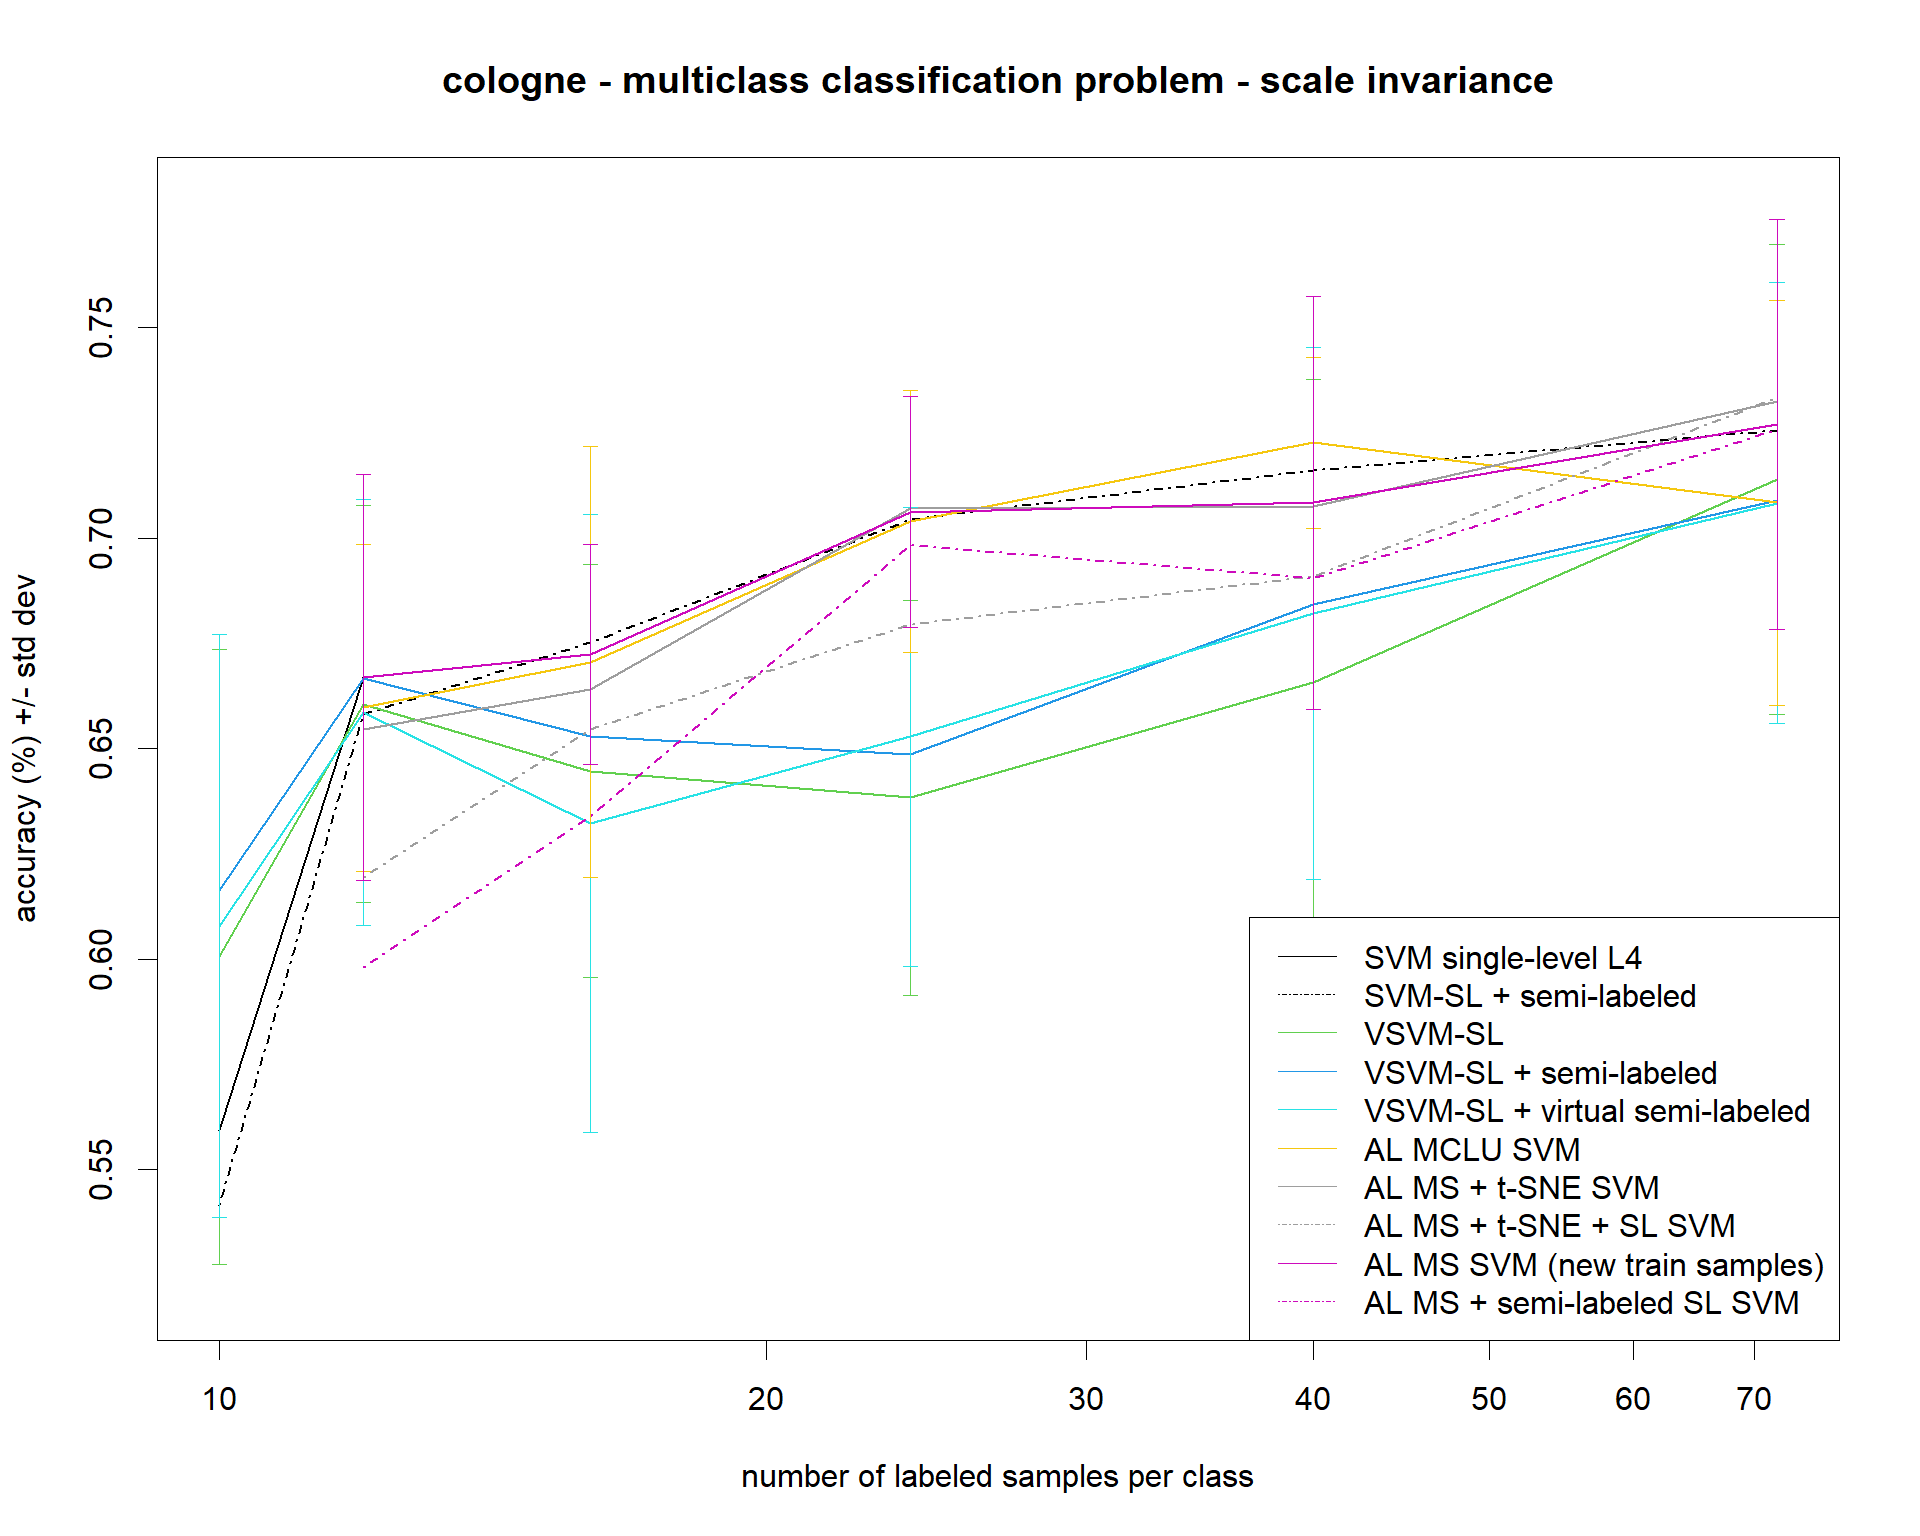 cologne - multiclass classification problem - scale invariance
accuracy (%) +/- std dev
0.75
0.70
0.65
0.60
0.55
SVM single-level L4
SVM-SL + semi-labeled
VSVM-SL
VSVM-SL + semi-labeled
VSVM-SL + virtual semi-labeled
AL MCLU SVM
AL MS + t-SNE SVM
AL MS + t-SNE + SL SVM
AL MS SVM (new train samples)
AL MS + semi-labeled SL SVM
10 20 30 40 50 60 70
number of labeled samples per class